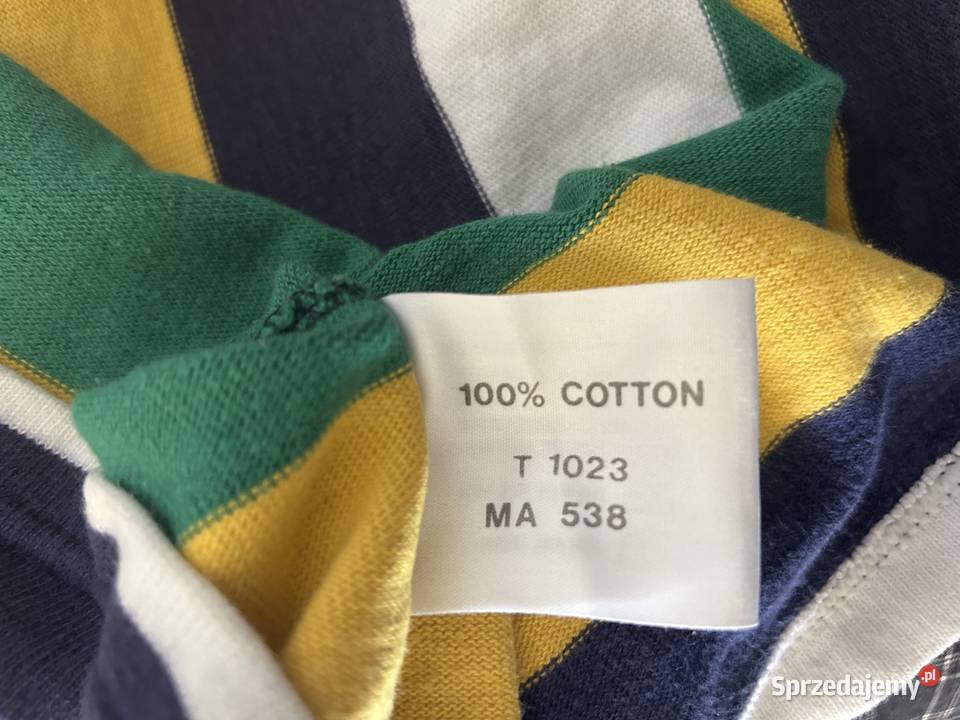 100% COTTON
T 1023
MA 538
Sprzedajemy.pl